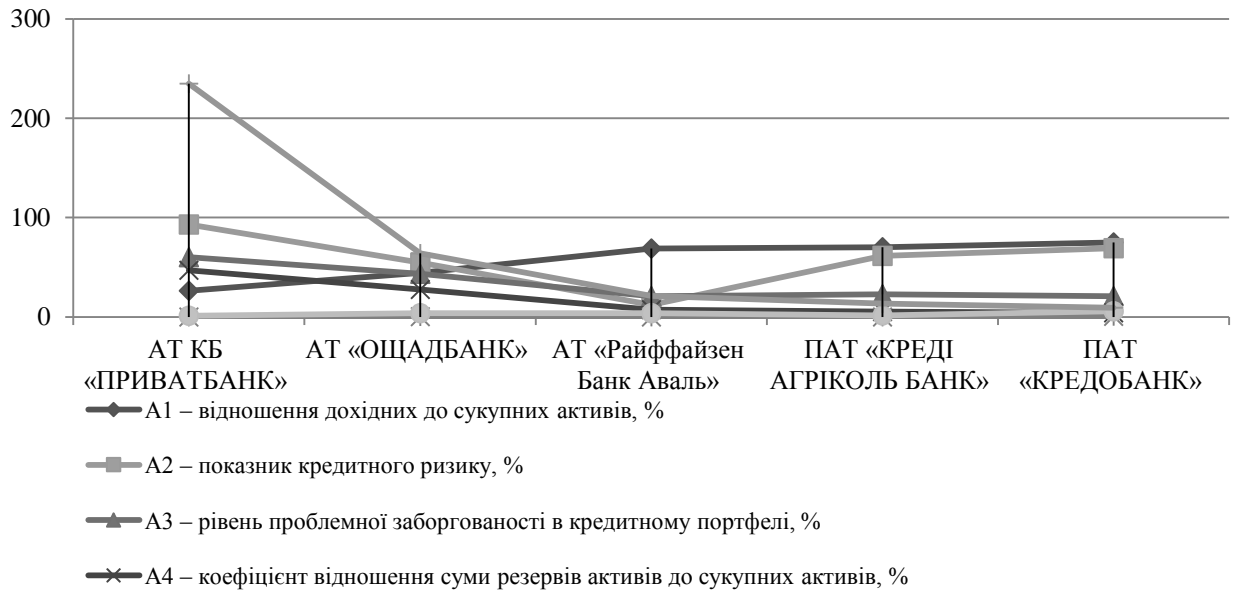 300
200
100
0
АТ КБ «ПРИВАТБАНК»
АТ «ОЩАДБАНК»
АТ «Райффайзен Банк Аваль»
ПАТ «КРЕДІ АГРІКОЛЬ БАНК»
ПАТ «КРЕДОБАНК»
А1 – відношення дохідних до сукупних активів, %
А2 – показник кредитного ризику, %
А3 – рівень проблемної заборгованості в кредитному портфелі, %
А4 – коефіцієнт відношення суми резервів активів до сукупних активів, %